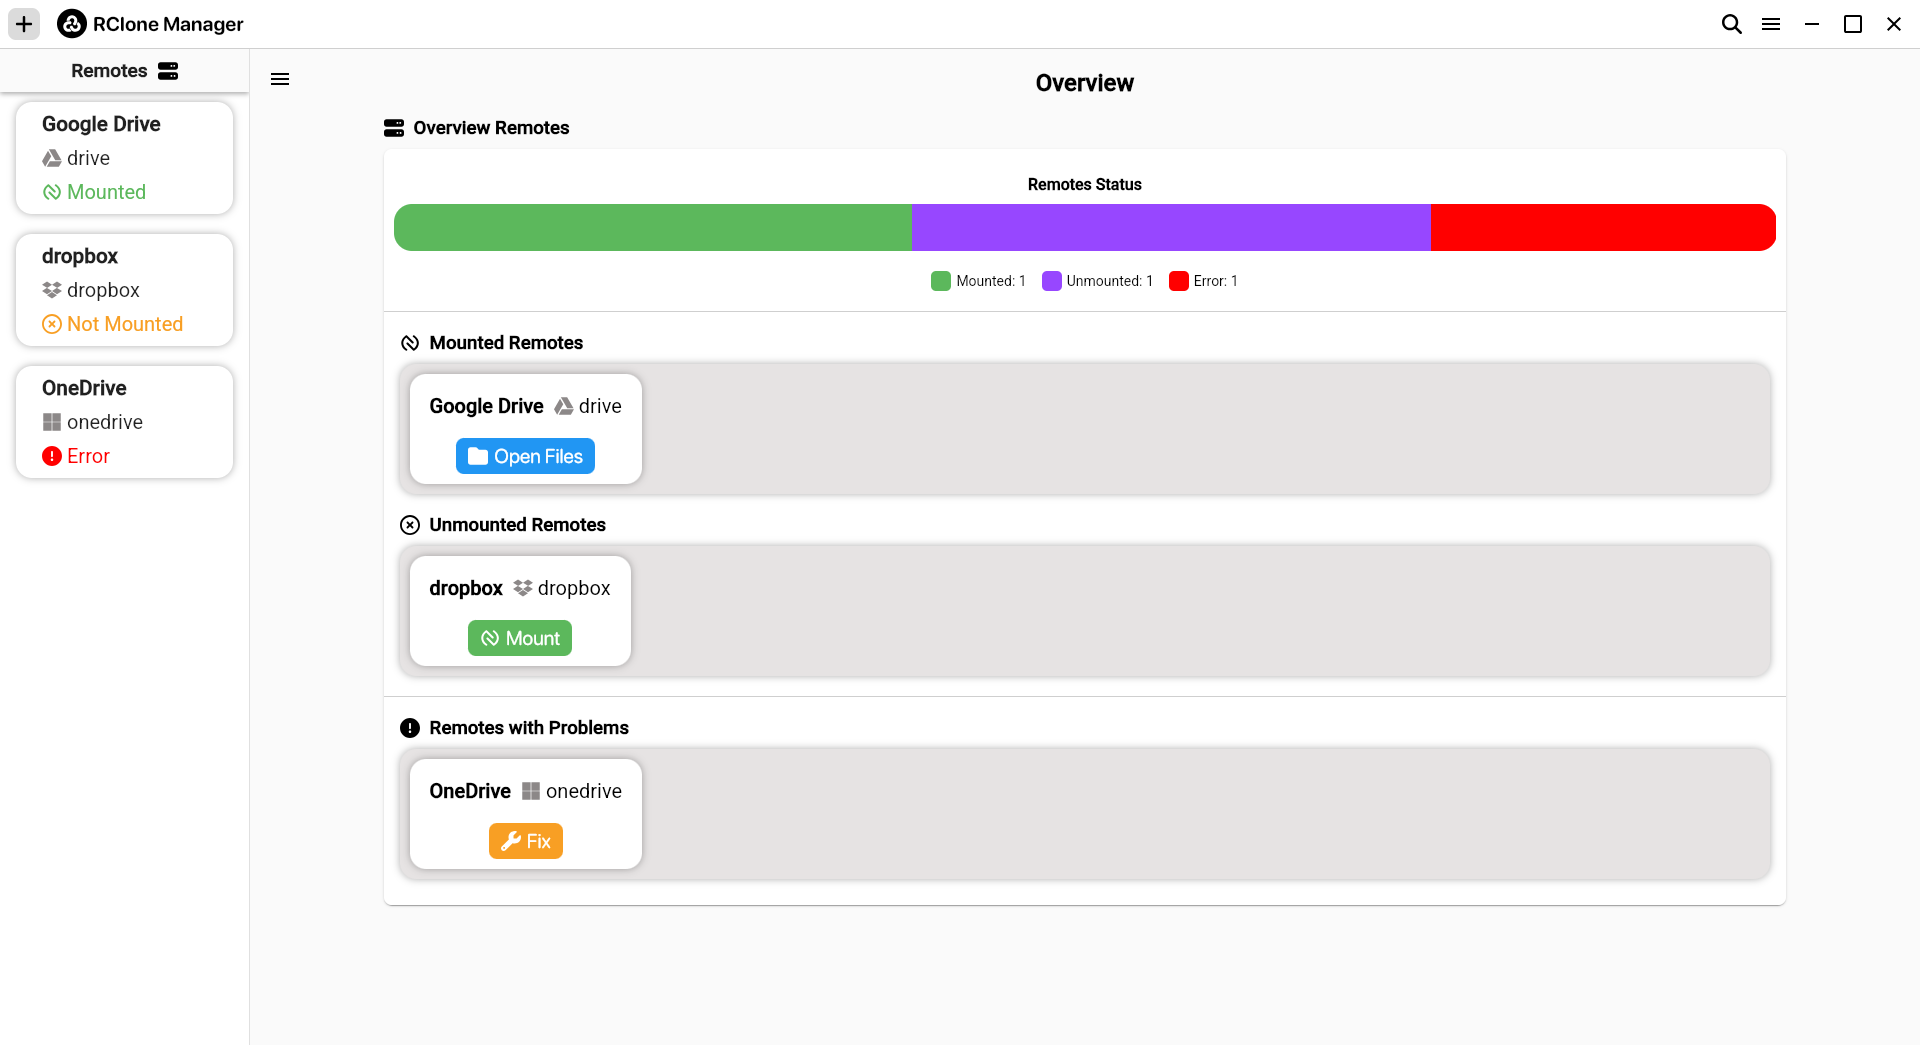 RClone Manager
Remotes
Google Drive
drive
Mounted
dropbox
dropbox
Not Mounted
OneDrive
onedrive
Error
Overview
Overview Remotes
Remotes Status
Mounted: 1 Unmounted: 1 Error: 1
Mounted Remotes
Google Drive drive
Open Files
Unmounted Remotes
dropbox dropbox
Mount
Remotes with Problems
OneDrive onedrive
Fix